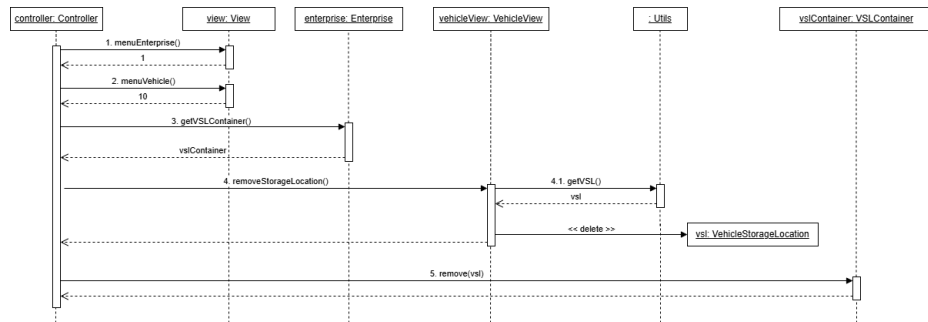 controller: Controller
view: View
enterprise: Enterprise
vehicleView: VehicleView
: Utils
vslContainer: VSLContainer
1. menuEnterprise()
1
2. menuVehicle()
10
3. getVSLContainer()
vslContainer
4. removeStorageLocation()
4.1. getVSL()
vsl
<< delete >>
vsl: VehicleStorageLocation
5. remove(vsl)